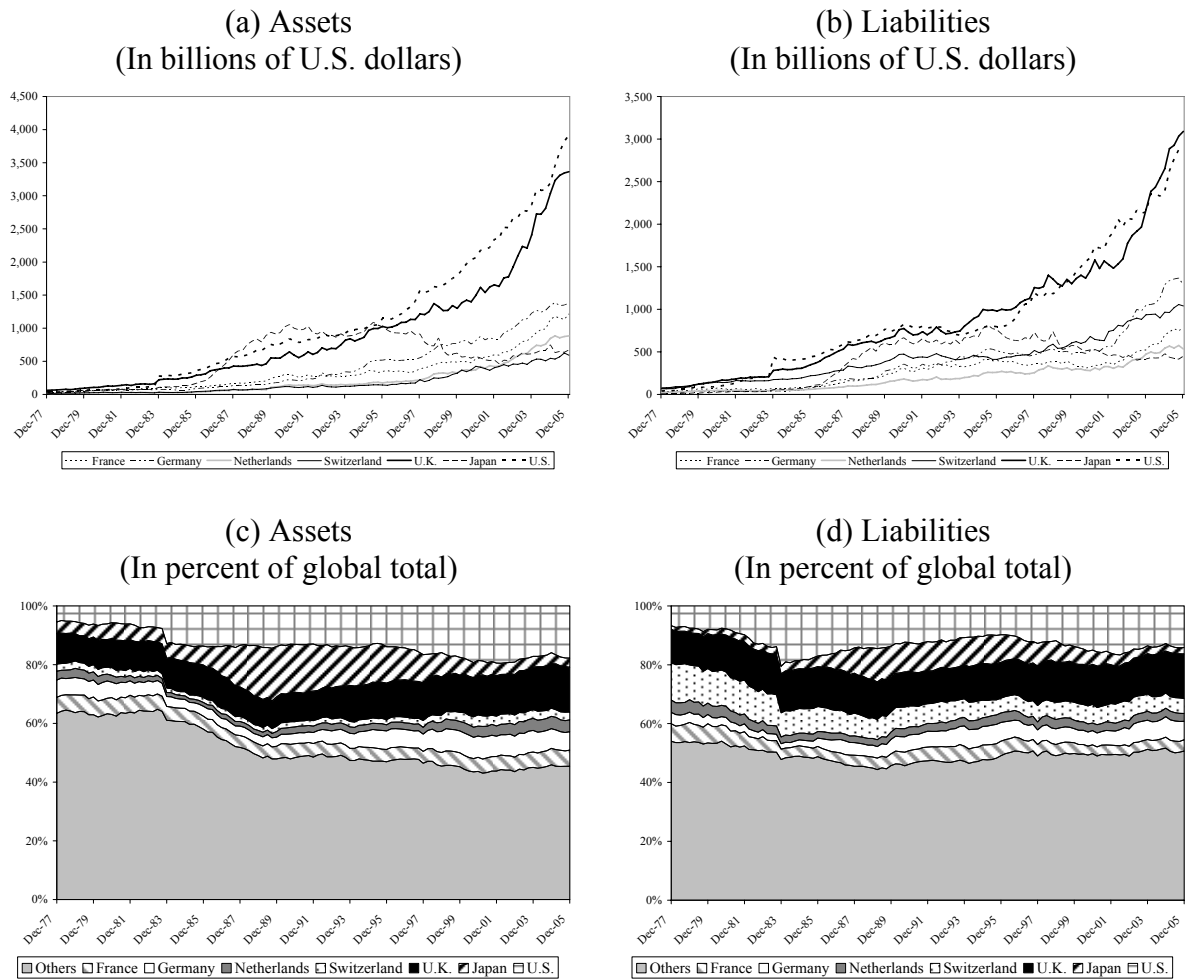 (a) Assets
(In billions of U.S. dollars)
4,500
4,000
3,500
3,000
2,500
2,000
1,500
1,000
500
0
Dec-77
Dec-79
Dec-81
Dec-83
Dec-85
Dec-87
Dec-89
Dec-91
Dec-93
Dec-95
Dec-97
Dec-99
Dec-01
Dec-03
Dec-05
France Germany Netherlands Switzerland U.K. Japan U.S.
(b) Liabilities
(In billions of U.S. dollars)
3,500
3,000
2,500
2,000
1,500
1,000
500
0
Dec-77
Dec-79
Dec-81
Dec-83
Dec-85
Dec-87
Dec-89
Dec-91
Dec-93
Dec-95
Dec-97
Dec-99
Dec-01
Dec-03
Dec-05
France Germany Netherlands Switzerland U.K. Japan U.S.
(c) Assets
(In percent of global total)
100%
80%
60%
40%
20%
0%
Dec-77
Dec-79
Dec-81
Dec-83
Dec-85
Dec-87
Dec-89
Dec-91
Dec-93
Dec-95
Dec-97
Dec-99
Dec-01
Dec-03
Dec-05
Others France Germany Netherlands Switzerland U.K. Japan U.S.
(d) Liabilities
(In percent of global total)
100%
80%
60%
40%
20%
0%
Dec-77
Dec-79
Dec-81
Dec-83
Dec-85
Dec-87
Dec-89
Dec-91
Dec-93
Dec-95
Dec-97
Dec-99
Dec-01
Dec-03
Dec-05
Others France Germany Netherlands Switzerland U.K. Japan U.S.